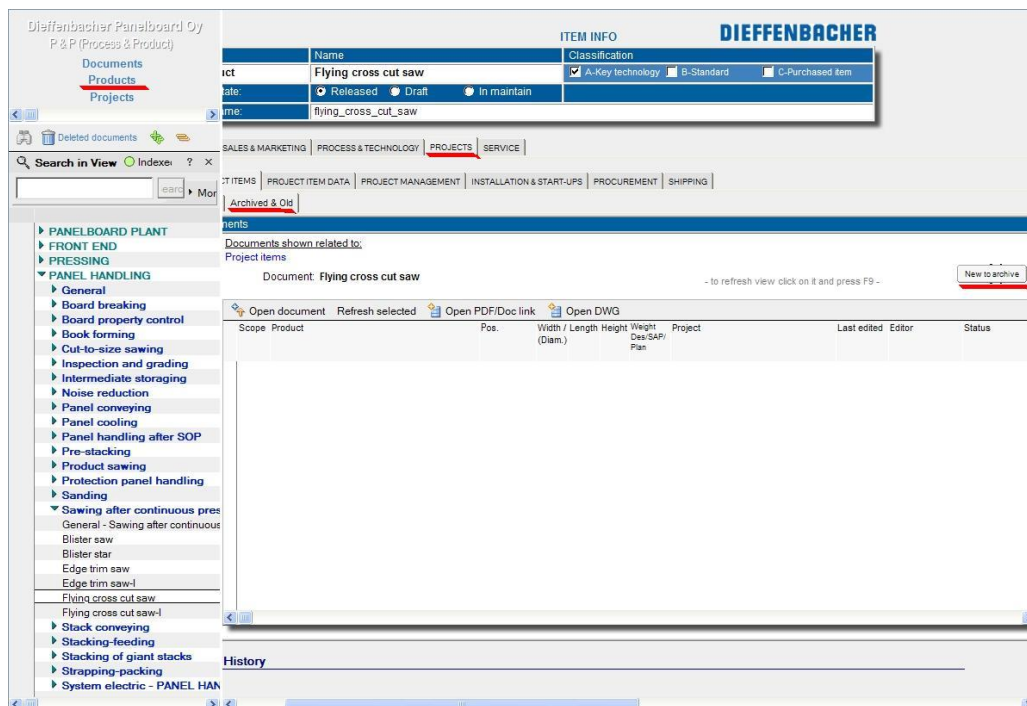 Dieffenbacher Panelboard Oy
P & P (Process & Product)
Documents
Products
Projects
Deleted documents
Search in View Indexe ? ×
earc Mor
PANELBOARD PLANT
FRONT END
PRESSING
PANEL HANDLING
General
Board breaking
Board property control
Book forming
Cut-to-size sawing
Inspection and grading
Intermediate storaging
Noise reduction
Panel conveying
Panel cooling
Panel handling after SOP
Pre-stacking
Product sawing
Protection panel handling
Sanding
Sawing after continuous pres
General - Sawing after continuous
Blister saw
Blister star
Edge trim saw
Edge trim saw-I
Flying cross cut saw
Flying cross cut saw-I
Stack conveying
Stacking-feeding
Stacking of giant stacks
Strapping-packing
System electric - PANEL HAN
ITEM INFO DIEFFENBACHER
Name Classification
uct Flying cross cut saw A-Key technology B-Standard C-Purchased item
tate: Released Draft In maintain
ame: flying_cross_cut_saw
SALES & MARKETING PROCESS & TECHNOLOGY PROJECTS SERVICE
CT ITEMS PROJECT ITEM DATA PROJECT MANAGEMENT INSTALLATION & START-UPS PROCUREMENT SHIPPING
Archived & Old
ments
Documents shown related to:
Project items
Document: Flying cross cut saw - to refresh view click on it and press F9 - New to archive
Open document Refresh selected Open PDF/Doc link Open DWG
Scope Product Pos. Width / Length Height Weight Project Last edited Editor Status
(Diam.) Des/SAP/
Plan
History